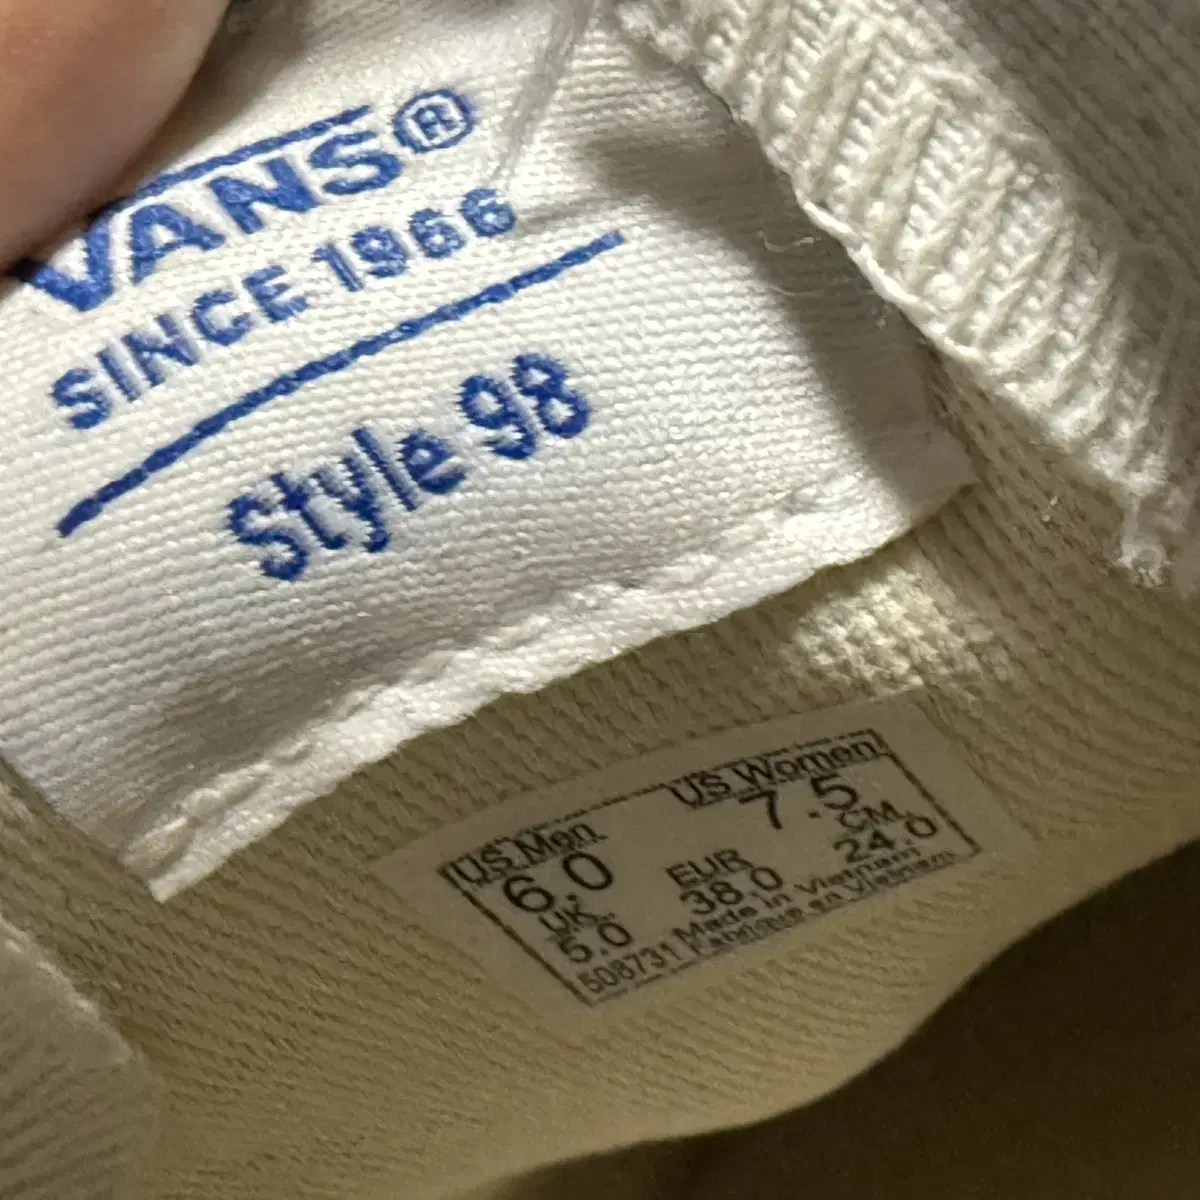 VANS®
SINCE 1966
Style 98
US Men US Women
6.0 7.5
UK EUR CM
5.0 38.0 24.0
508731 Made in Vietnam
Fabriqué en Vietnam